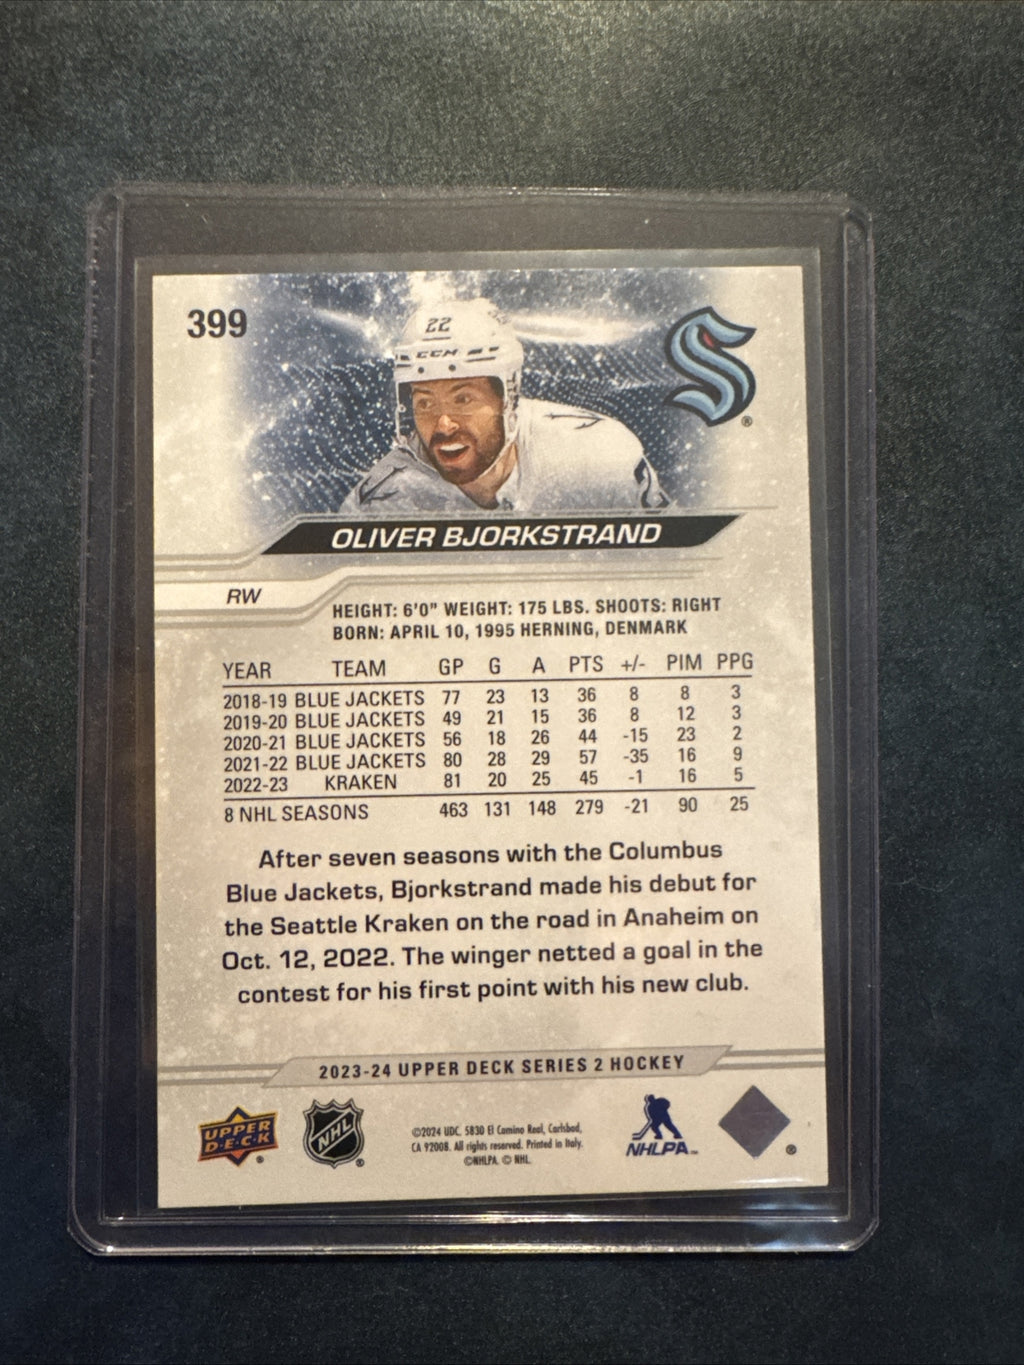 399
22
CCM
®
OLIVER BJORKSTRAND
RW
HEIGHT: 6'0" WEIGHT: 175 LBS. SHOOTS: RIGHT
BORN: APRIL 10, 1995 HERNING, DENMARK
YEAR TEAM GP G A PTS +/- PIM PPG
2018-19 BLUE JACKETS 77 23 13 36 8 8 3
2019-20 BLUE JACKETS 49 21 15 36 8 12 3
2020-21 BLUE JACKETS 56 18 26 44 -15 23 2
2021-22 BLUE JACKETS 80 28 29 57 -35 16 9
2022-23 KRAKEN 81 20 25 45 -1 16 5
8 NHL SEASONS 463 131 148 279 -21 90 25
After seven seasons with the Columbus
Blue Jackets, Bjorkstrand made his debut for
the Seattle Kraken on the road in Anaheim on
Oct. 12, 2022. The winger netted a goal in the
contest for his first point with his new club.
2023-24 UPPER DECK SERIES 2 HOCKEY
UPPER
D·E·C·K
®
NHL
®
©2024 UDC. 5830 El Camino Real, Carlsbad,
CA 92008. All rights reserved. Printed in Italy.
©NHLPA. © NHL.
NHLPA™
®